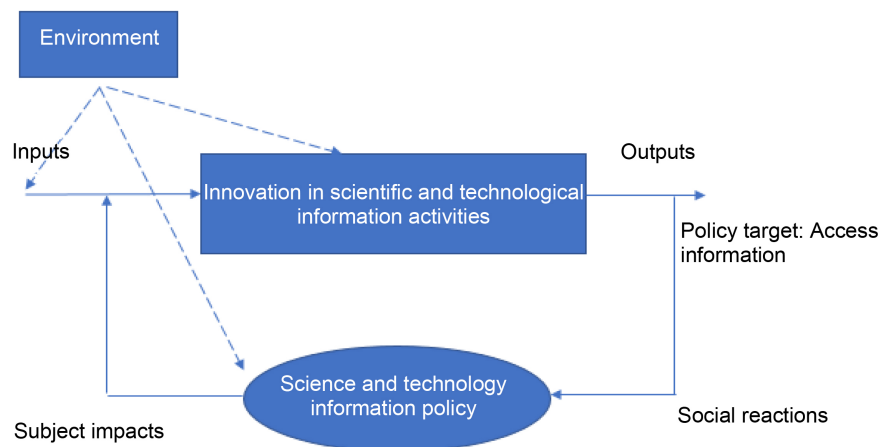 Environment
Inputs
Outputs
Innovation in scientific and technological
information activities
Policy target: Access
information
Science and technology
information policy
Subject impacts
Social reactions